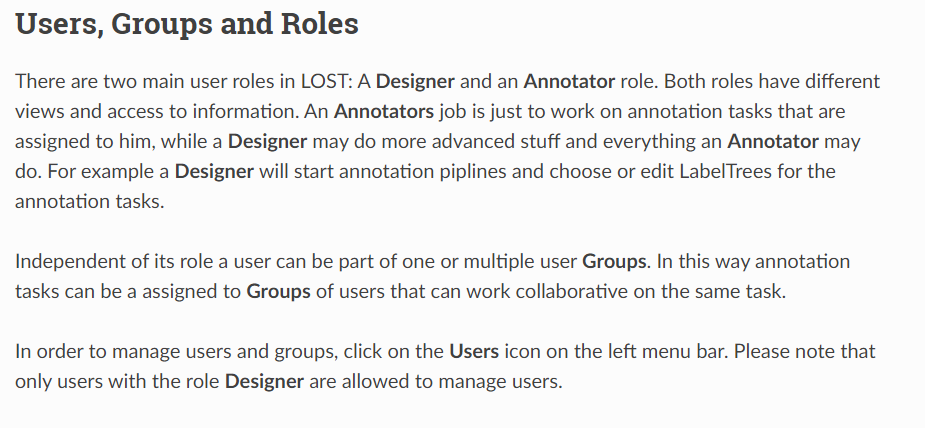 Users, Groups and Roles
There are two main user roles in LOST: A Designer and an Annotator role. Both roles have different
views and access to information. An Annotators job is just to work on annotation tasks that are
assigned to him, while a Designer may do more advanced stuff and everything an Annotator may
do. For example a Designer will start annotation piplines and choose or edit LabelTrees for the
annotation tasks.
Independent of its role a user can be part of one or multiple user Groups. In this way annotation
tasks can be a assigned to Groups of users that can work collaborative on the same task.
In order to manage users and groups, click on the Users icon on the left menu bar. Please note that
only users with the role Designer are allowed to manage users.